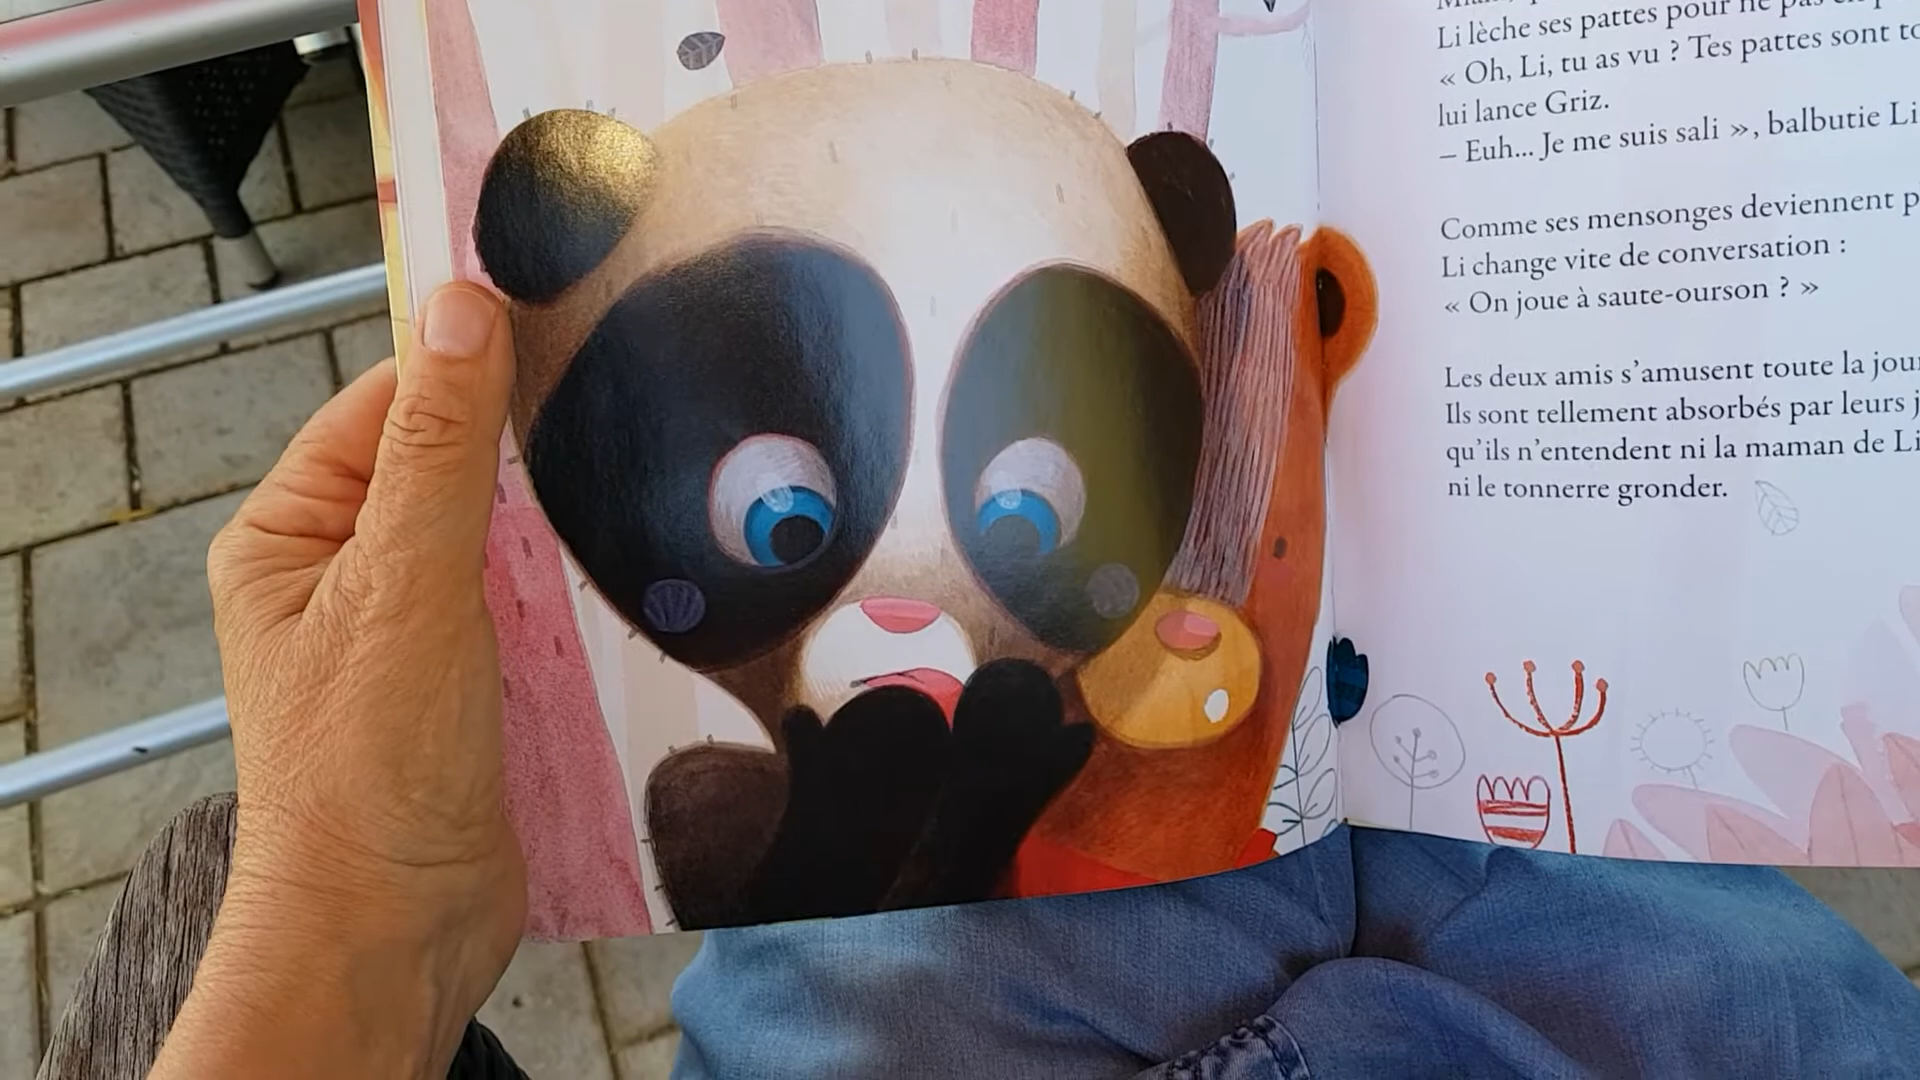 Li lèche ses pattes pour ne pas
« Oh, Li, tu as vu ? Tes pattes sont
lui lance Griz.
– Euh... Je me suis sali », balbutie Li
Comme ses mensonges deviennent
Li change vite de conversation :
« On joue à saute-ourson ? »
Les deux amis s’amusent toute la
Ils sont tellement absorbés par leurs
qu’ils n’entendent ni la maman de Li
ni le tonnerre gronder.